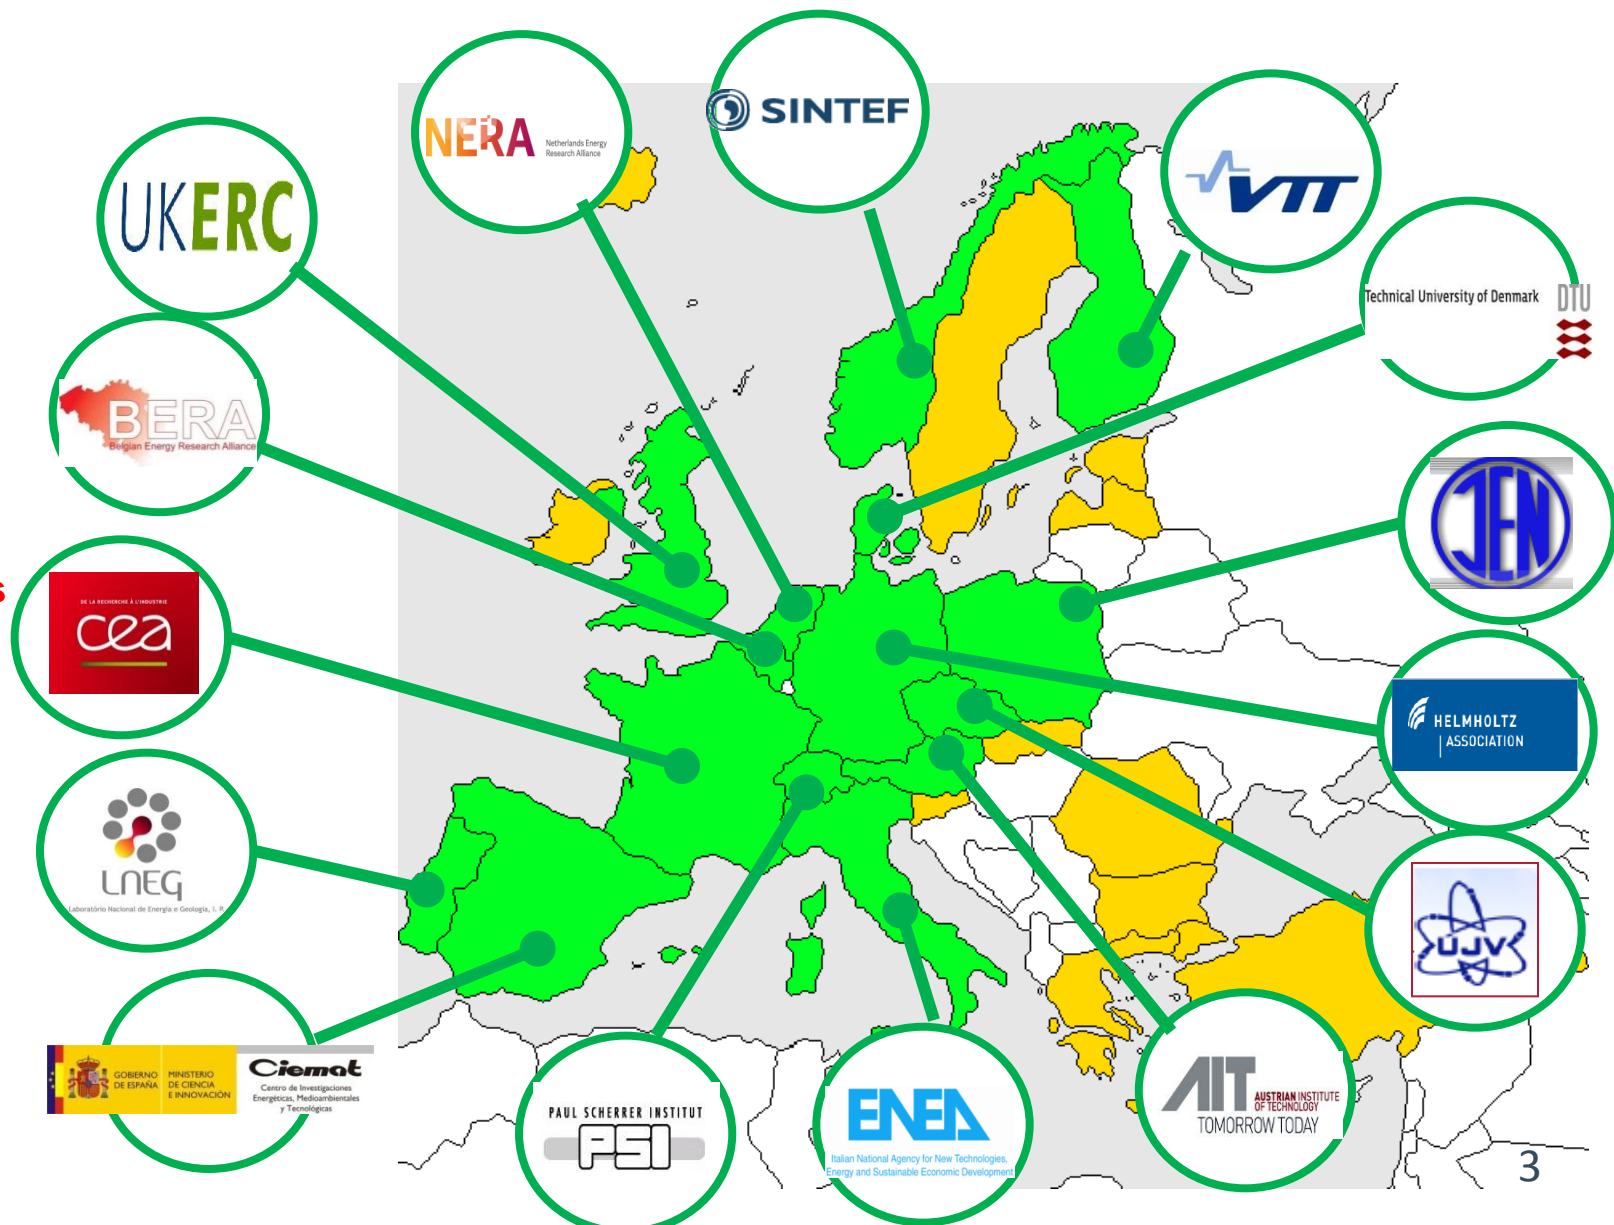 NERA
Netherlands Energy
Research Alliance
SINTEF
VTT
UKERC
Technical University of Denmark
DTU
BERA
Belgian Energy Research Alliance
JEN
s
DE LA RECHERCHE À L'INDUSTRIE
cea
HELMHOLTZ
ASSOCIATION
LNEG
Laboratório Nacional de Energia e Geologia, I. P.
ÚJV
GOBIERNO
DE ESPAÑA
MINISTERIO
DE CIENCIA
E INNOVACIÓN
Ciemat
Centro de Investigaciones
Energéticas, Medioambientales
y Tecnológicas
PAUL SCHERRER INSTITUT
PSI
ENEA
Italian National Agency for New Technologies,
Energy and Sustainable Economic Development
AIT
AUSTRIAN INSTITUTE
OF TECHNOLOGY
TOMORROW TODAY
3